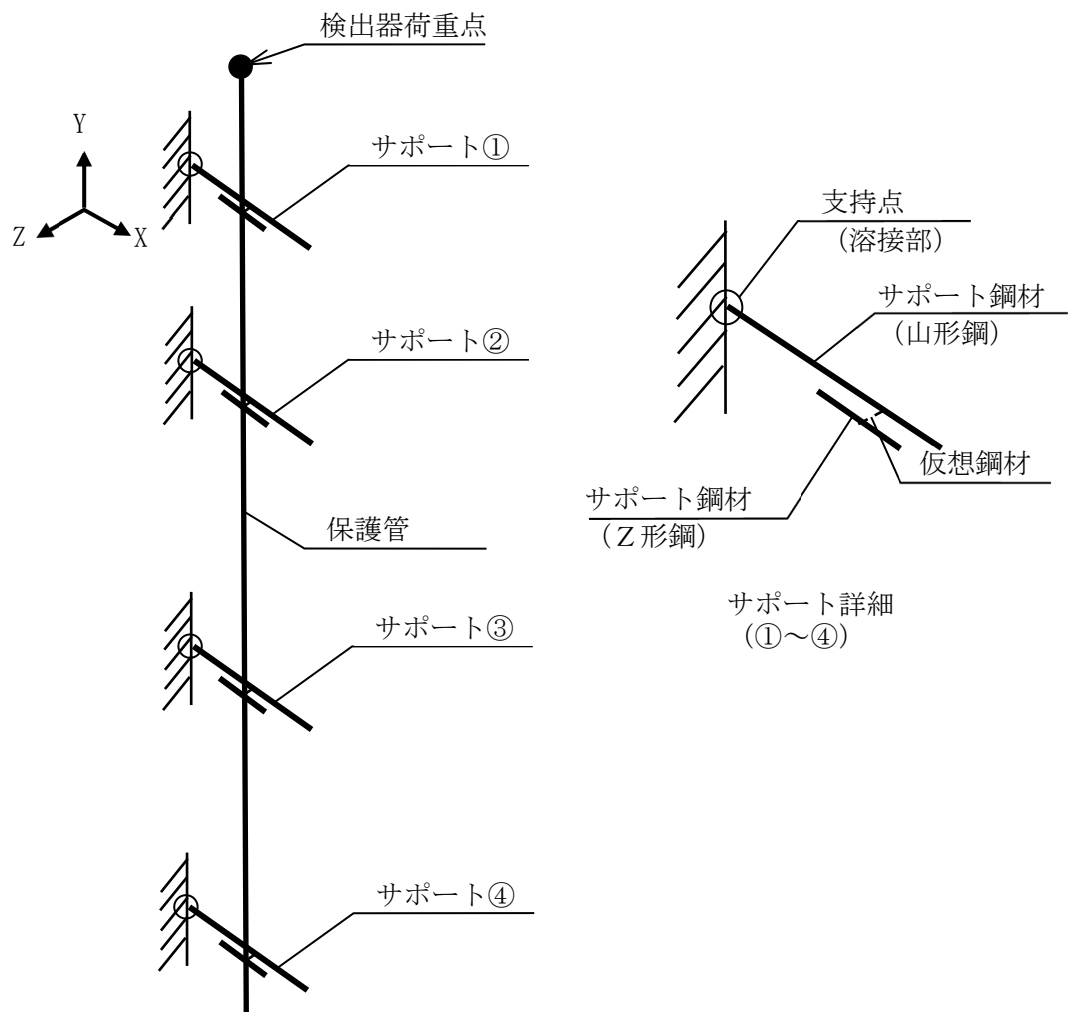 検出器荷重点
Y
サポート①
Z
X
サポート②
保護管
サポート③
サポート④
支持点
(溶接部)
サポート鋼材
(山形鋼)
仮想鋼材
サポート鋼材
(Z形鋼)
サポート詳細
(①～④)